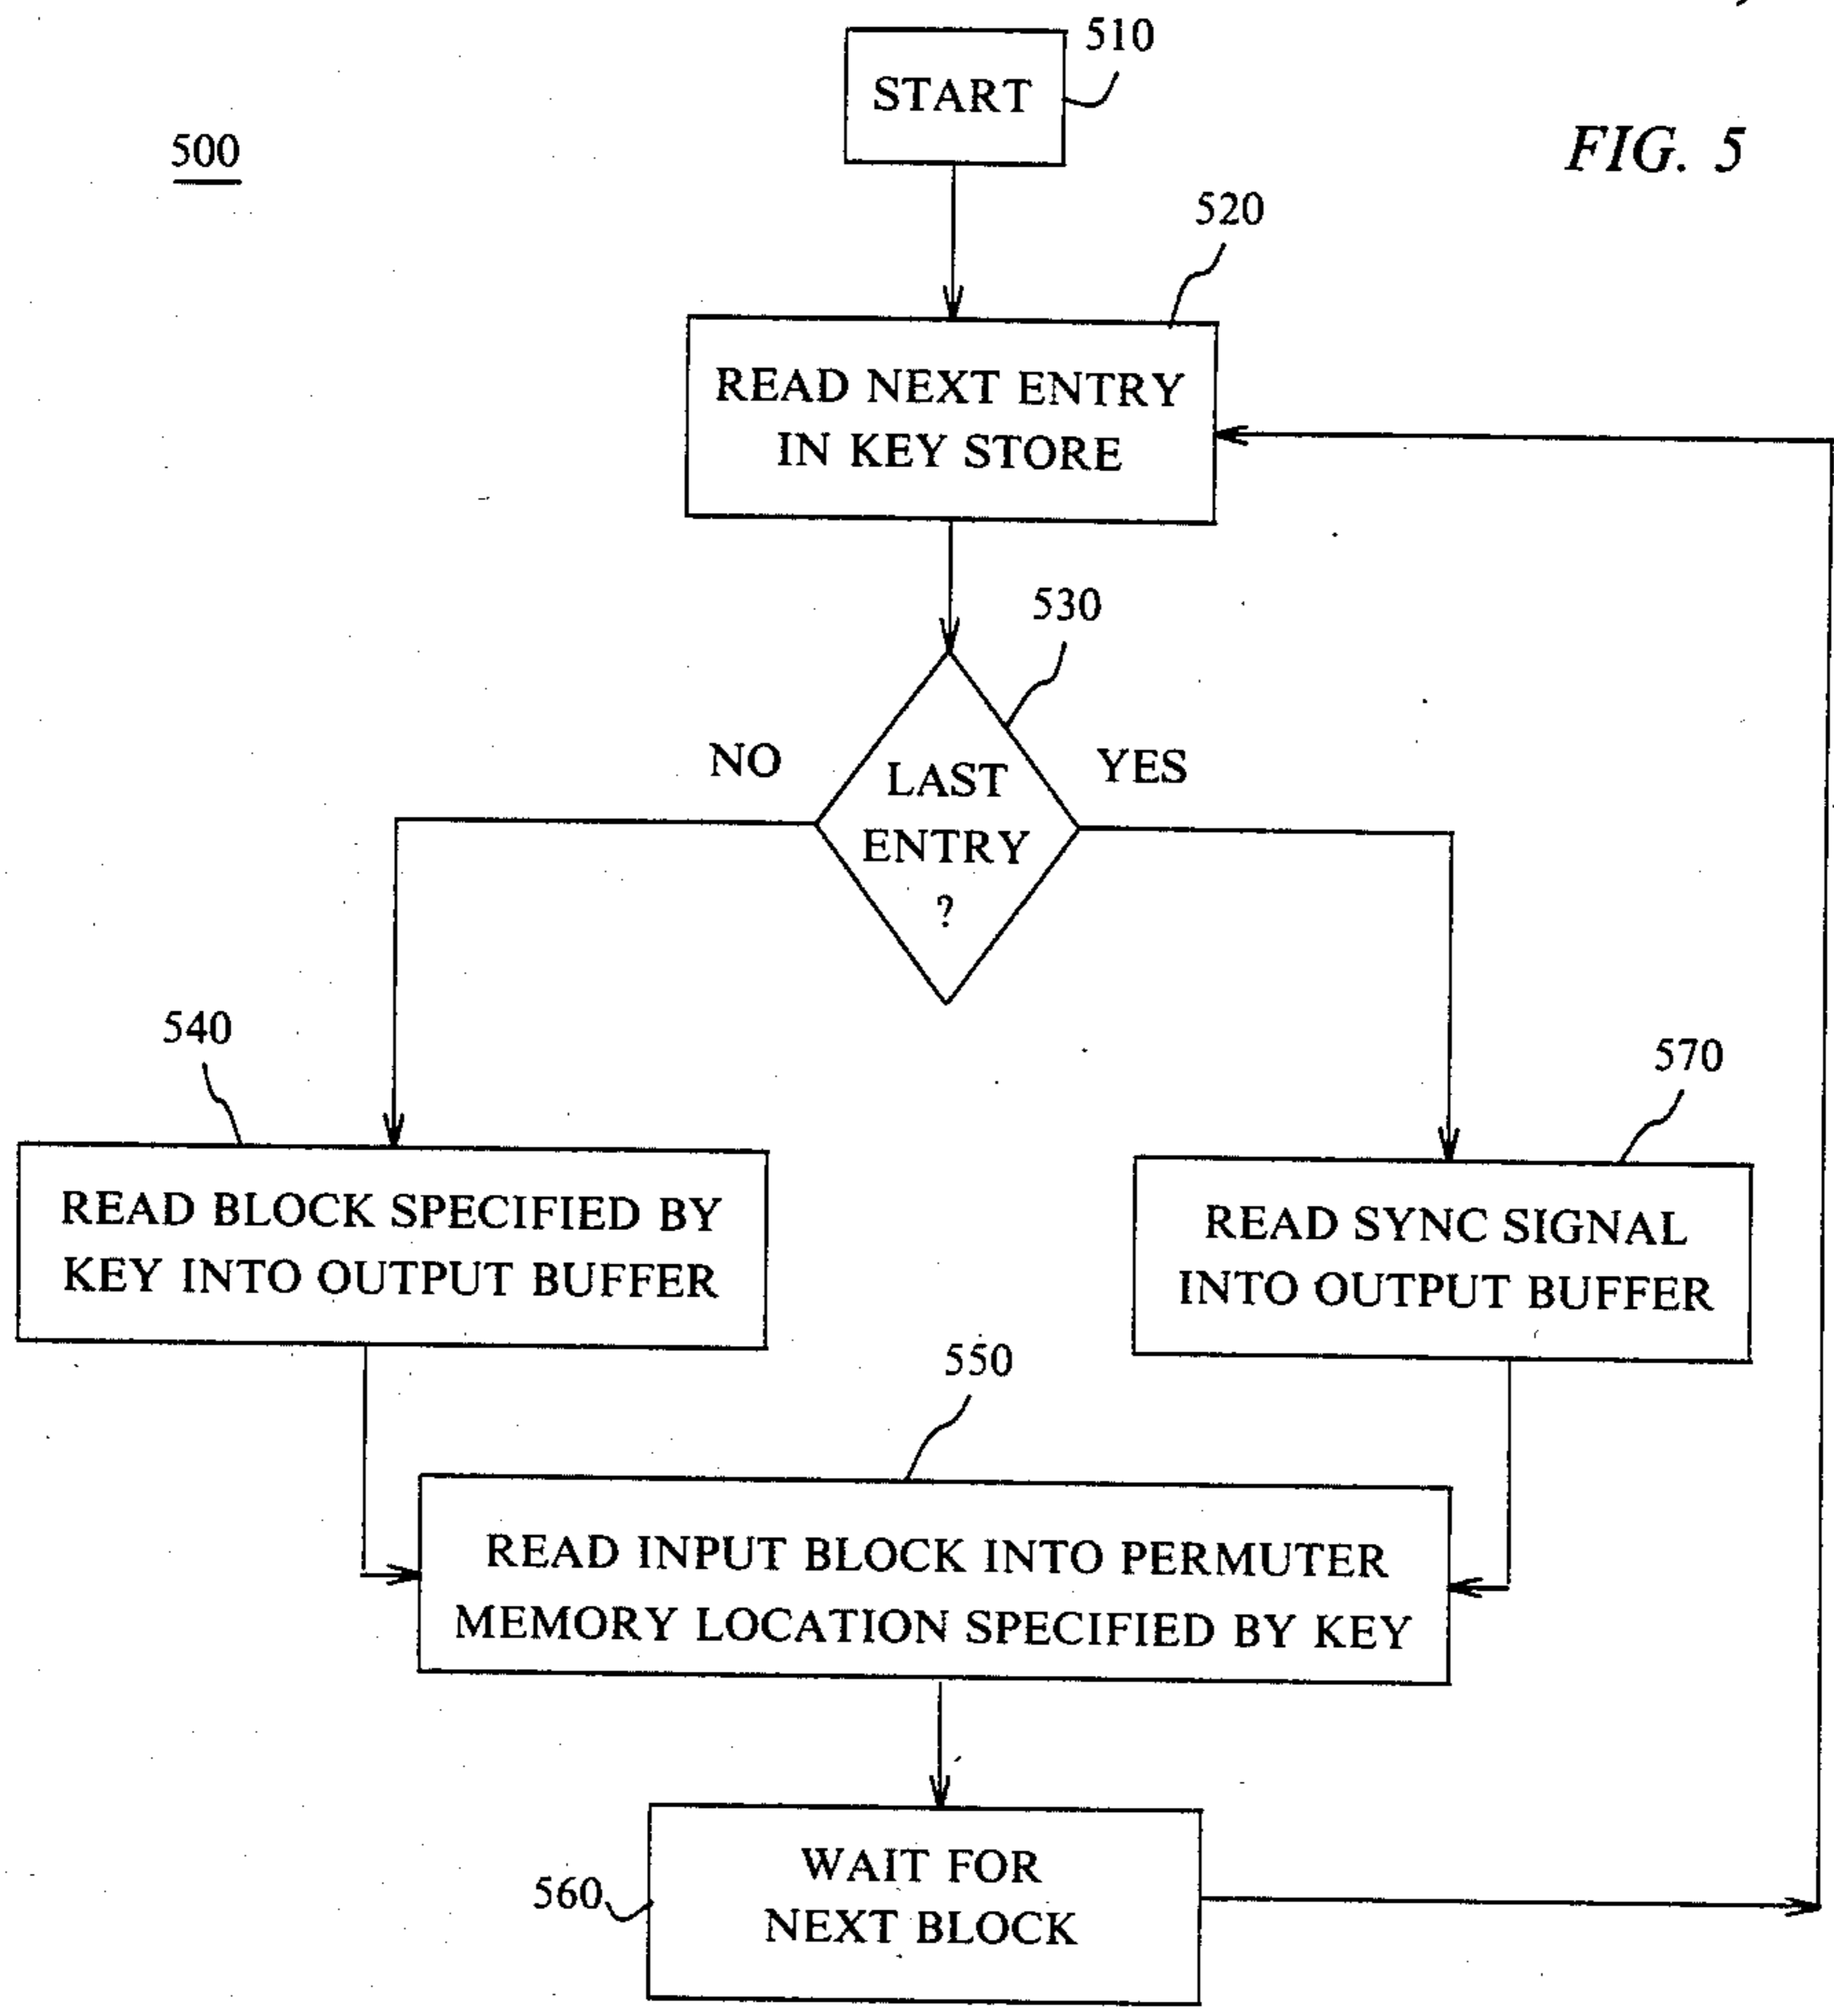 510
START
500
FIG. 5
520
READ NEXT ENTRY
IN KEY STORE
530
NO
YES
LAST
ENTRY
?
540
570
READ BLOCK SPECIFIED BY
KEY INTO OUTPUT BUFFER
READ SYNC SIGNAL
INTO OUTPUT BUFFER
550
READ INPUT BLOCK INTO PERMUTER
MEMORY LOCATION SPECIFIED BY KEY
560
WAIT FOR
NEXT BLOCK